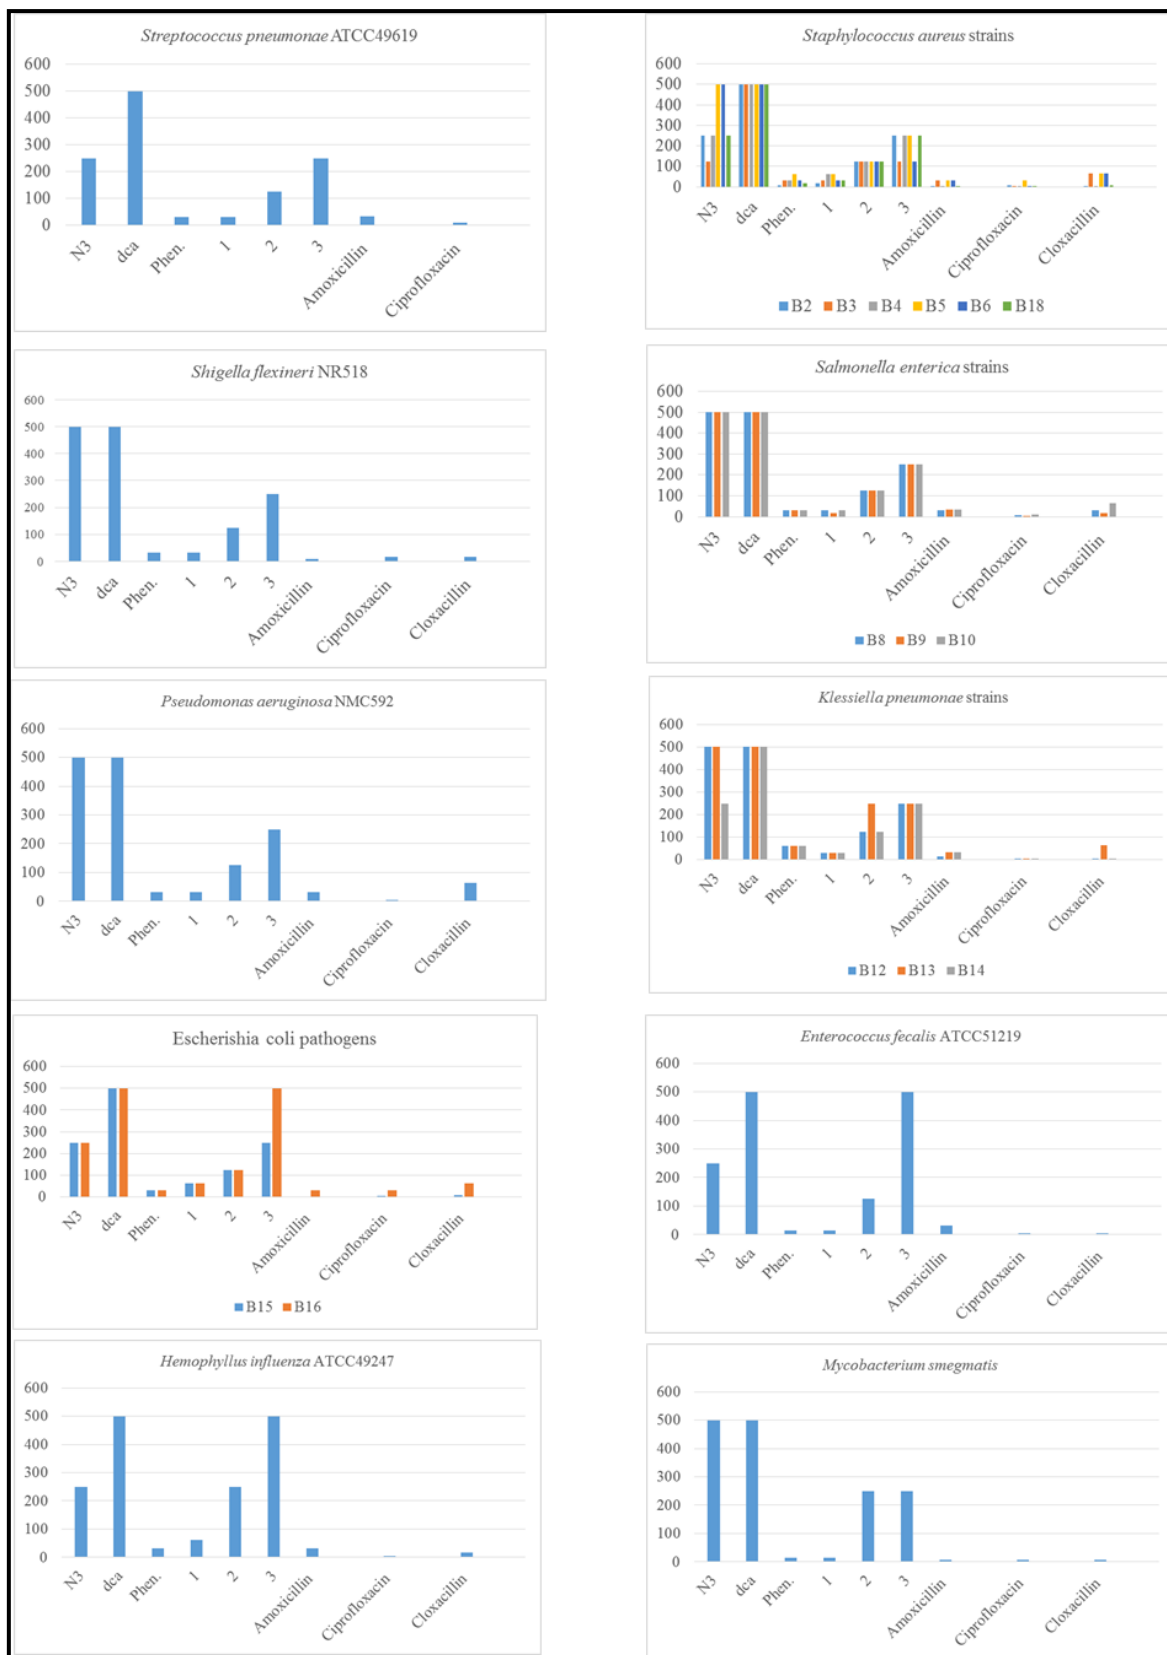 Streptococcus pneumonae ATCC49619
600
500
400
300
200
100
0
N3 dca Phen. 1 2 3 Amoxicillin Ciprofloxacin
Staphylococcus aureus strains
600
500
400
300
200
100
0
N3 dca Phen. 1 2 3 Amoxicillin Ciprofloxacin Cloxacillin
B2 B3 B4 B5 B6 B18
Shigella flexineri NR518
600
500
400
300
200
100
0
N3 dca Phen. 1 2 3 Amoxicillin Ciprofloxacin Cloxacillin
Salmonella enterica strains
600
500
400
300
200
100
0
N3 dca Phen. 1 2 3 Amoxicillin Ciprofloxacin Cloxacillin
B8 B9 B10
Pseudomonas aeruginosa NMC592
600
500
400
300
200
100
0
N3 dca Phen. 1 2 3 Amoxicillin Ciprofloxacin Cloxacillin
Klessiella pneumonae strains
600
500
400
300
200
100
0
N3 dca Phen. 1 2 3 Amoxicillin Ciprofloxacin Cloxacillin
B12 B13 B14
Escherishia coli pathogens
600
500
400
300
200
100
0
N3 dca Phen. 1 2 3 Amoxicillin Ciprofloxacin Cloxacillin
B15 B16
Enterococcus fecalis ATCC51219
600
500
400
300
200
100
0
N3 dca Phen. 1 2 3 Amoxicillin Ciprofloxacin Cloxacillin
Hemophyllus influenza ATCC49247
600
500
400
300
200
100
0
N3 dca Phen. 1 2 3 Amoxicillin Ciprofloxacin Cloxacillin
Mycobacterium smegmatis
600
500
400
300
200
100
0
N3 dca Phen. 1 2 3 Amoxicillin Ciprofloxacin Cloxacillin